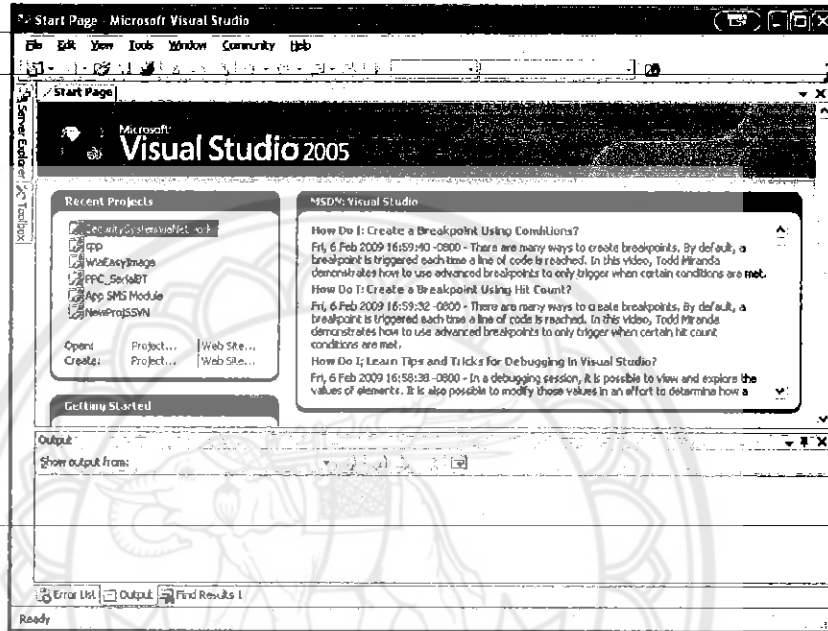 Start Page - Microsoft Visual Studio
File Edit View Tools Window Community Help
Start Page
Server Explorer
Toolbox
Microsoft
Visual Studio 2005
Recent Projects
SecuritySystemviaNetwork
cpp
WiaEasyImage
PPC_SerialBT
App SMS Module
NewProjSSVN
Open: Project... Web Site...
Create: Project... Web Site...
Getting Started
MSDN: Visual Studio
How Do I: Create a Breakpoint Using Conditions?
Fri, 6 Feb 2009 16:59:40 -0800 - There are many ways to create breakpoints. By default, a
breakpoint is triggered each time a line of code is reached. In this video, Todd Miranda
demonstrates how to use advanced breakpoints to only trigger when certain conditions are met.
How Do I: Create a Breakpoint Using Hit Count?
Fri, 6 Feb 2009 16:59:32 -0800 - There are many ways to create breakpoints. By default, a
breakpoint is triggered each time a line of code is reached. In this video, Todd Miranda
demonstrates how to use advanced breakpoints to only trigger when certain hit count
conditions are met.
How Do I: Learn Tips and Tricks for Debugging In Visual Studio?
Fri, 6 Feb 2009 16:58:38 -0800 - In a debugging session, it is possible to view and explore the
values of elements. It is also possible to modify those values in an effort to determine how a
Output
Show output from:
Error List Output Find Results 1
Ready